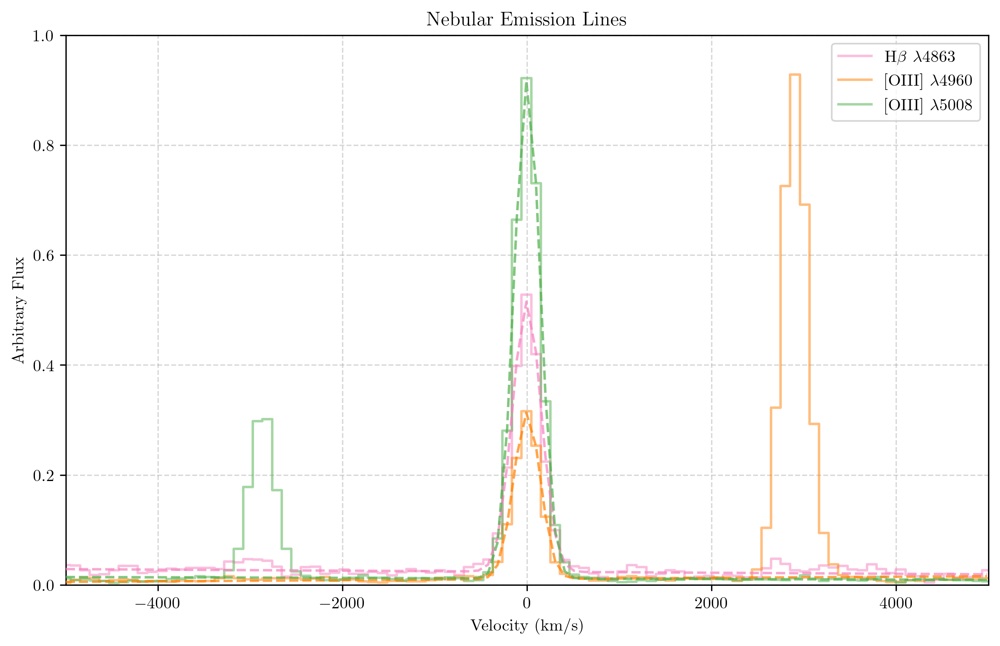 Nebular Emission Lines
1.0
0.8
0.6
0.4
0.2
0.0
Arbitrary Flux
Hβ λ4863
[OIII] λ4960
[OIII] λ5008
−4000
−2000
0
2000
4000
Velocity (km/s)